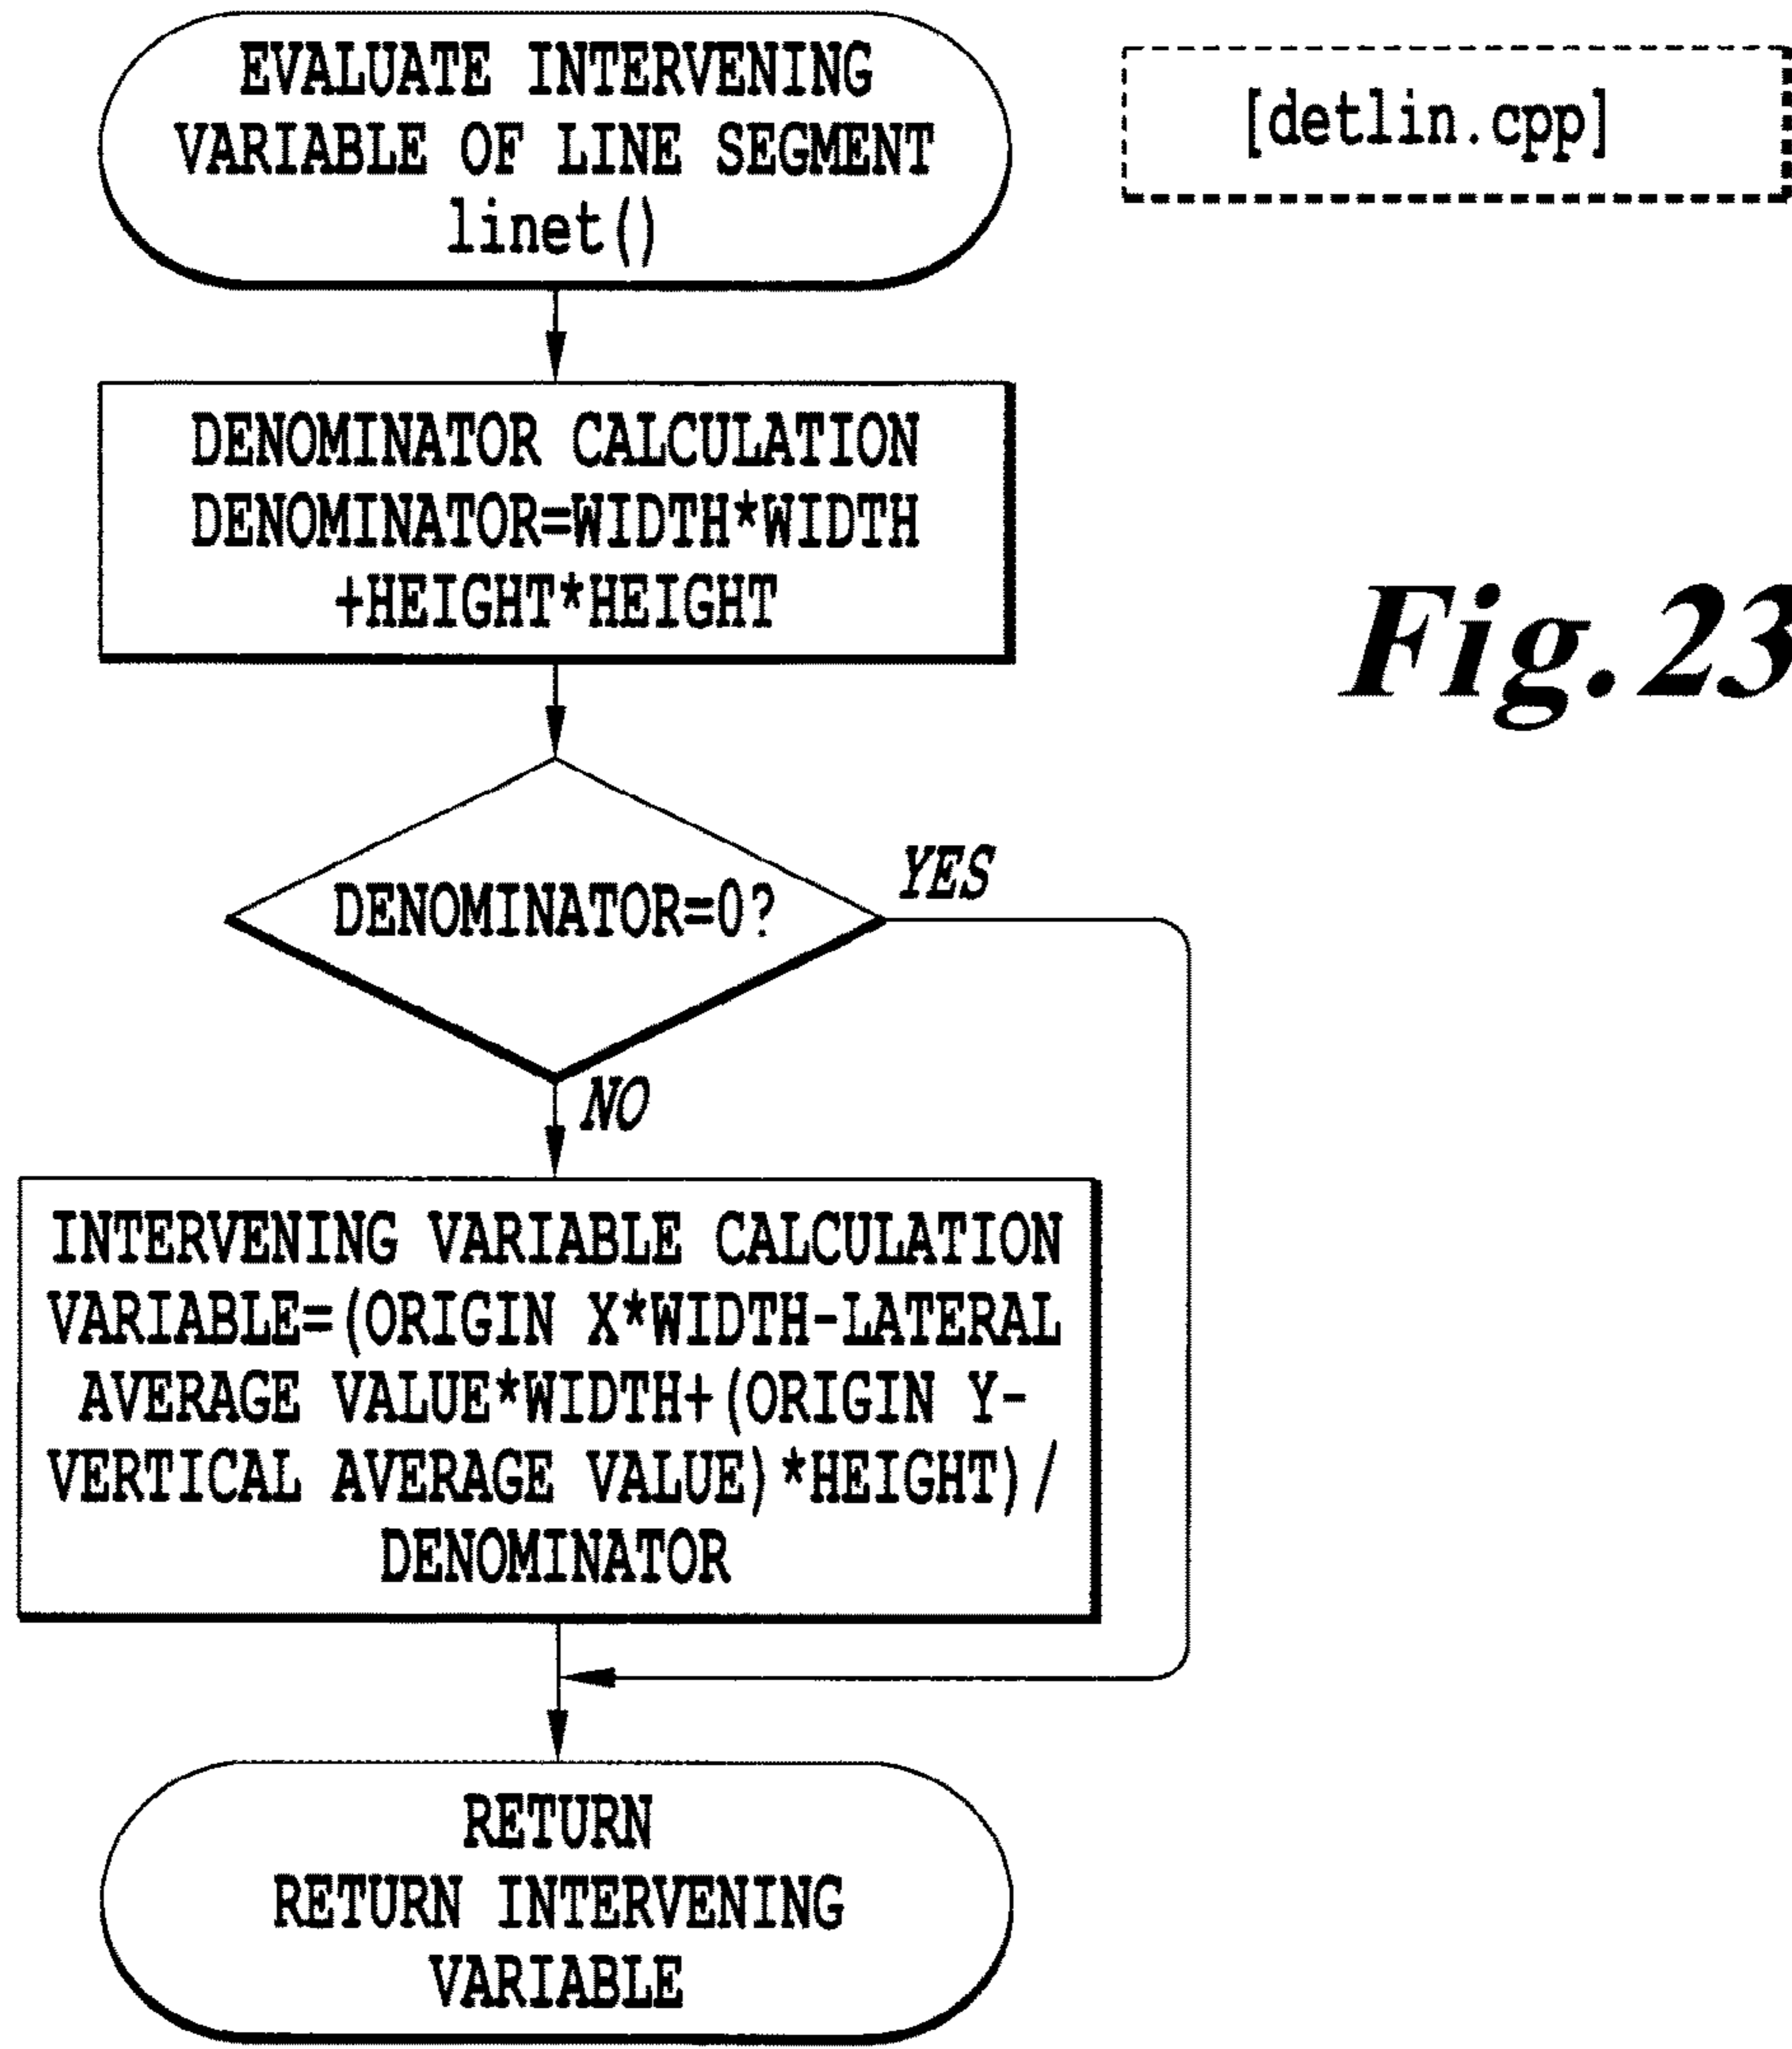 EVALUATE INTERVENING
VARIABLE OF LINE SEGMENT
linet()
[detlin.cpp]
DENOMINATOR CALCULATION
DENOMINATOR=WIDTH*WIDTH
+HEIGHT*HEIGHT
Fig.23
DENOMINATOR=0?
YES
NO
INTERVENING VARIABLE CALCULATION
VARIABLE=(ORIGIN X*WIDTH-LATERAL
AVERAGE VALUE*WIDTH+(ORIGIN Y-
VERTICAL AVERAGE VALUE)*HEIGHT)/
DENOMINATOR
RETURN
RETURN INTERVENING
VARIABLE